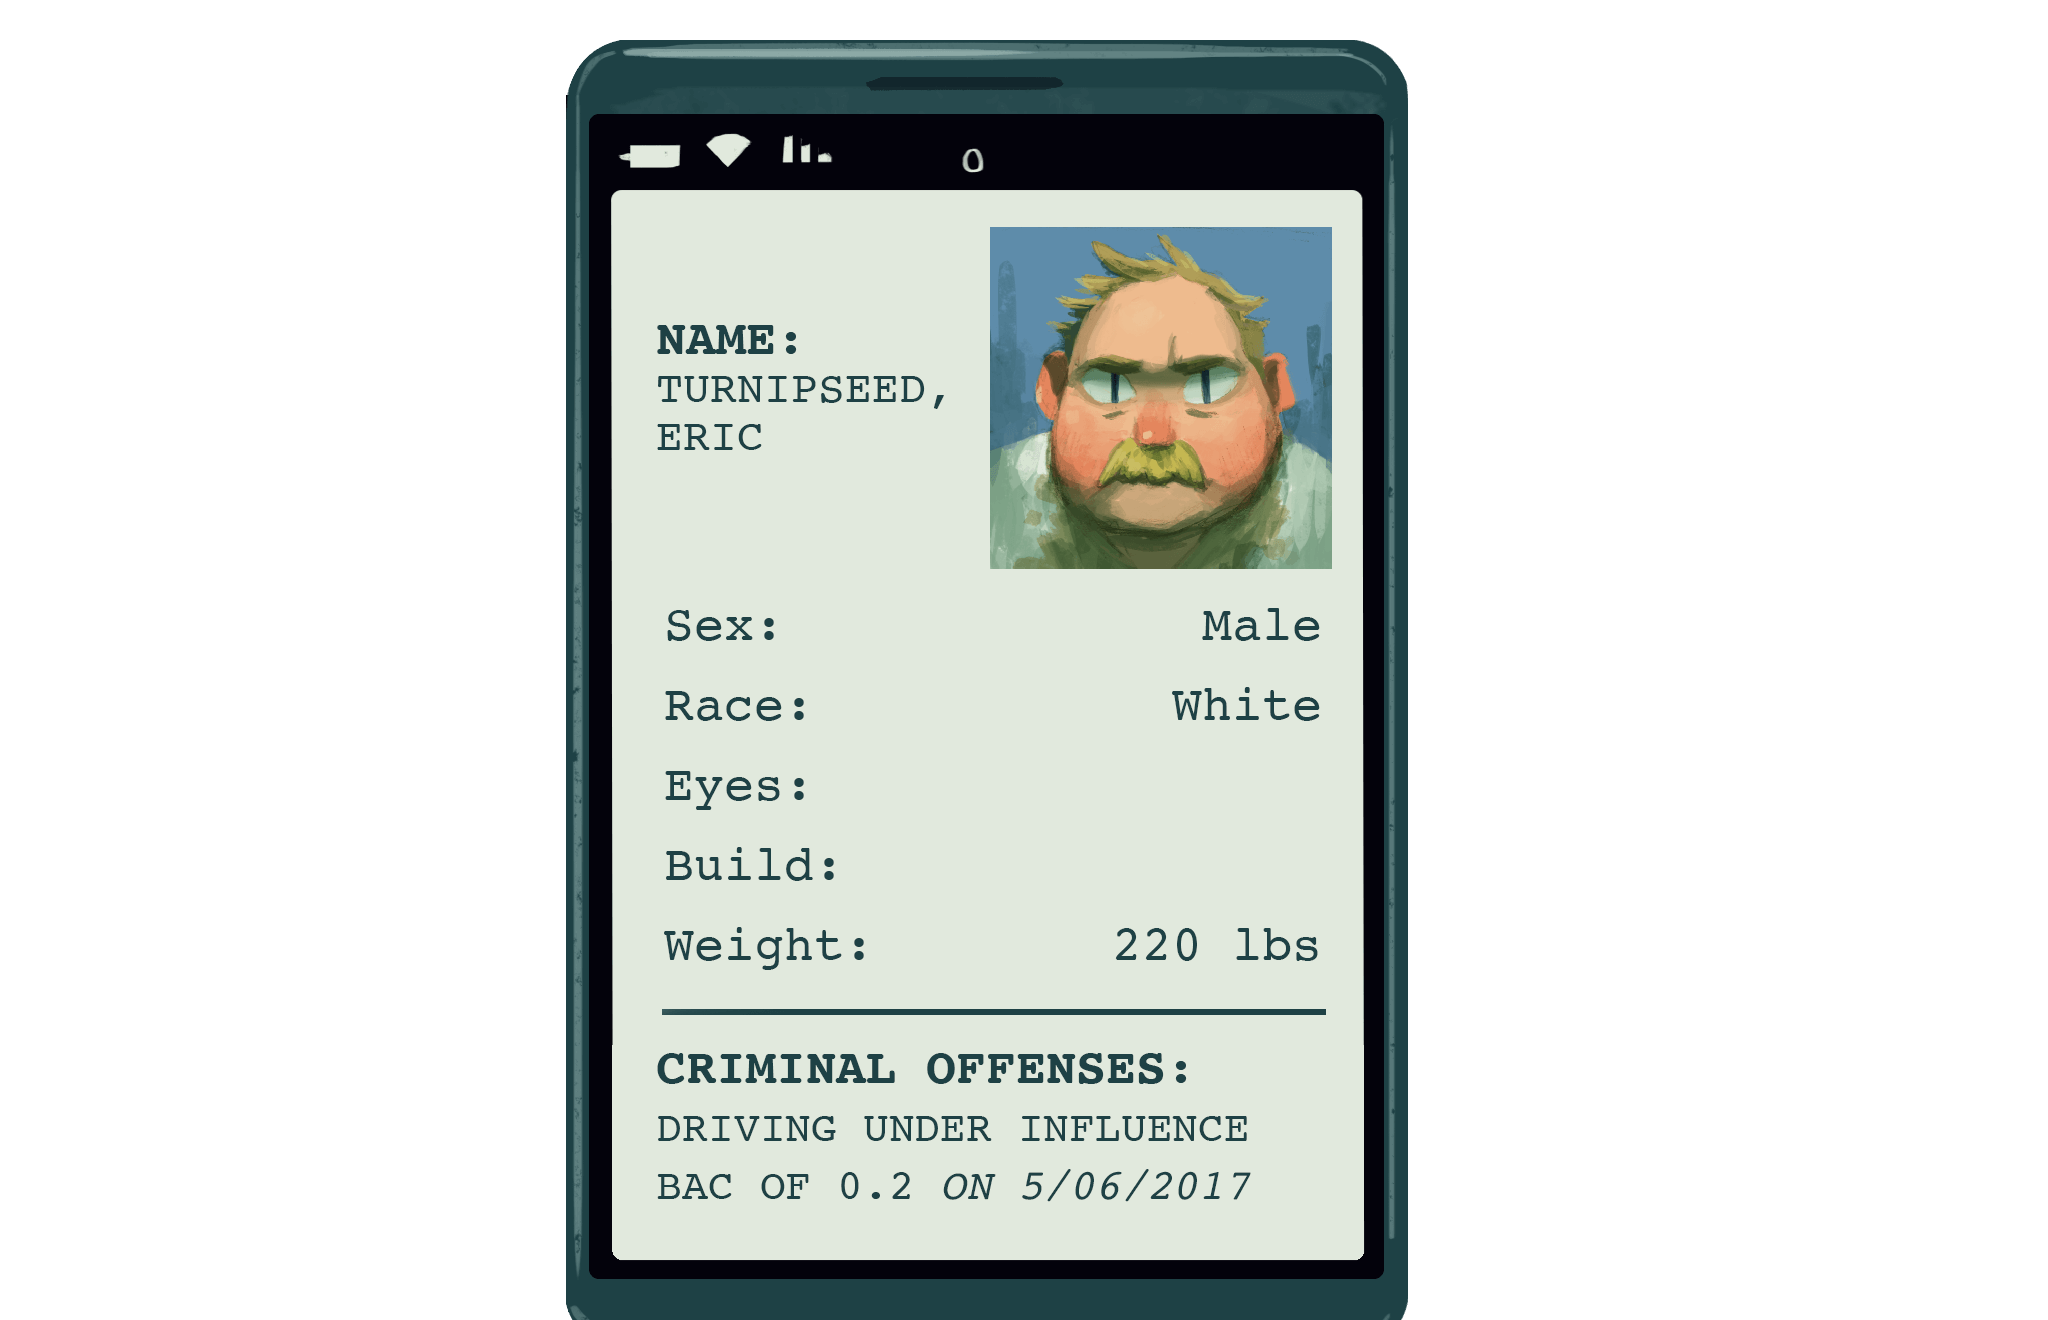 0
NAME:
TURNIPSEED,
ERIC
Sex: Male
Race: White
Eyes:
Build:
Weight: 220 lbs
CRIMINAL OFFENSES:
DRIVING UNDER INFLUENCE
BAC OF 0.2 ON 5/06/2017